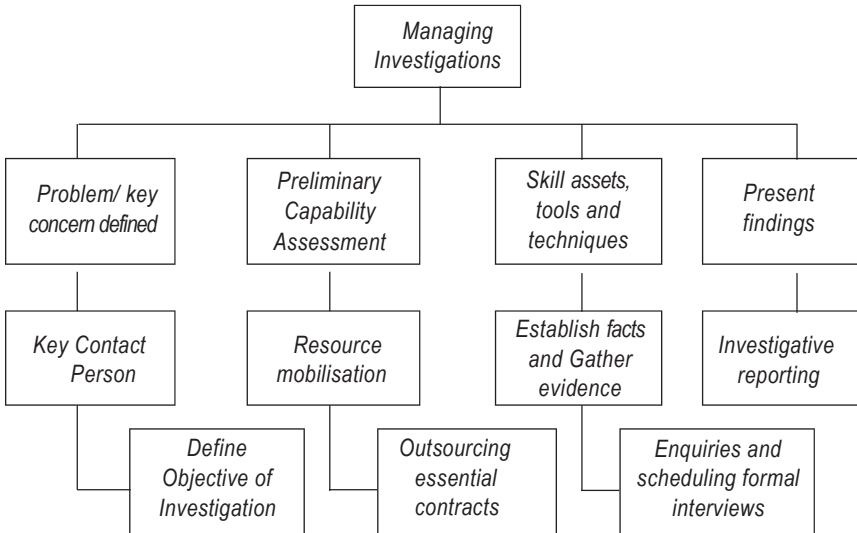 Managing
Investigations
Problem/ key
concern defined
Preliminary
Capability
Assessment
Skill assets,
tools and
techniques
Present
findings
Key Contact
Person
Resource
mobilisation
Establish facts
and Gather
evidence
Investigative
reporting
Define
Objective of
Investigation
Outsourcing
essential
contracts
Enquiries and
scheduling formal
interviews